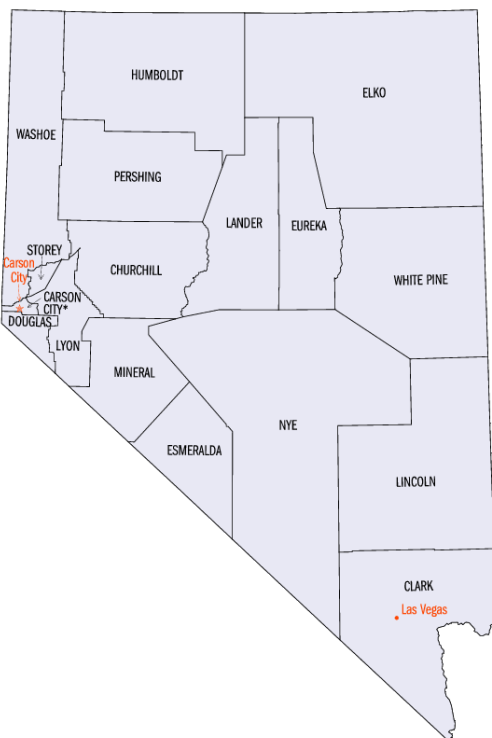 HUMBOLDT
ELKO
WASHOE
PERSHING
LANDER
EUREKA
STOREY
Carson
City
CHURCHILL
WHITE PINE
CARSON
CITY*
DOUGLAS
LYON
MINERAL
NYE
ESMERALDA
LINCOLN
CLARK
Las Vegas